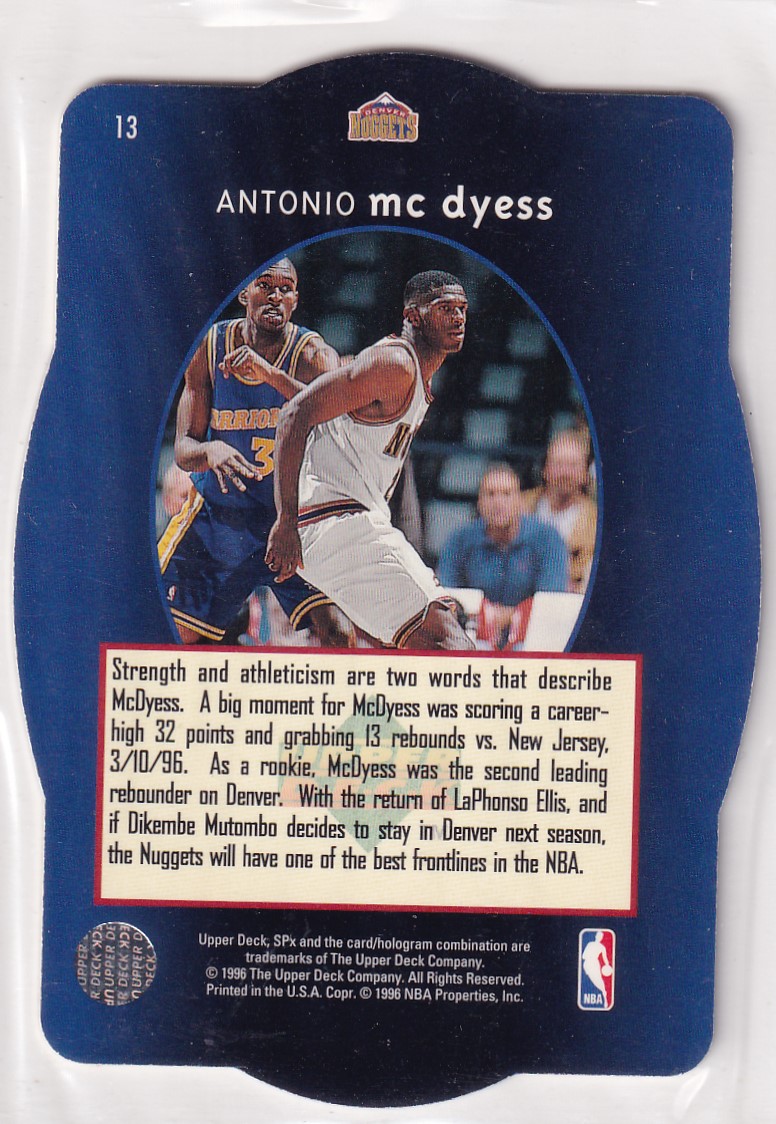 13
DENVER
NUGGETS
ANTONIO mc dyess
WARRIORS
3
N
Strength and athleticism are two words that describe
McDyess. A big moment for McDyess was scoring a career-
high 32 points and grabbing 13 rebounds vs. New Jersey,
3/10/96. As a rookie, McDyess was the second leading
rebounder on Denver. With the return of LaPhonso Ellis, and
if Dikembe Mutombo decides to stay in Denver next season,
the Nuggets will have one of the best frontlines in the NBA.
UPPER DECK
Upper Deck, SPx and the card/hologram combination are
trademarks of The Upper Deck Company.
© 1996 The Upper Deck Company. All Rights Reserved.
Printed in the U.S.A. Copr. © 1996 NBA Properties, Inc.
NBA